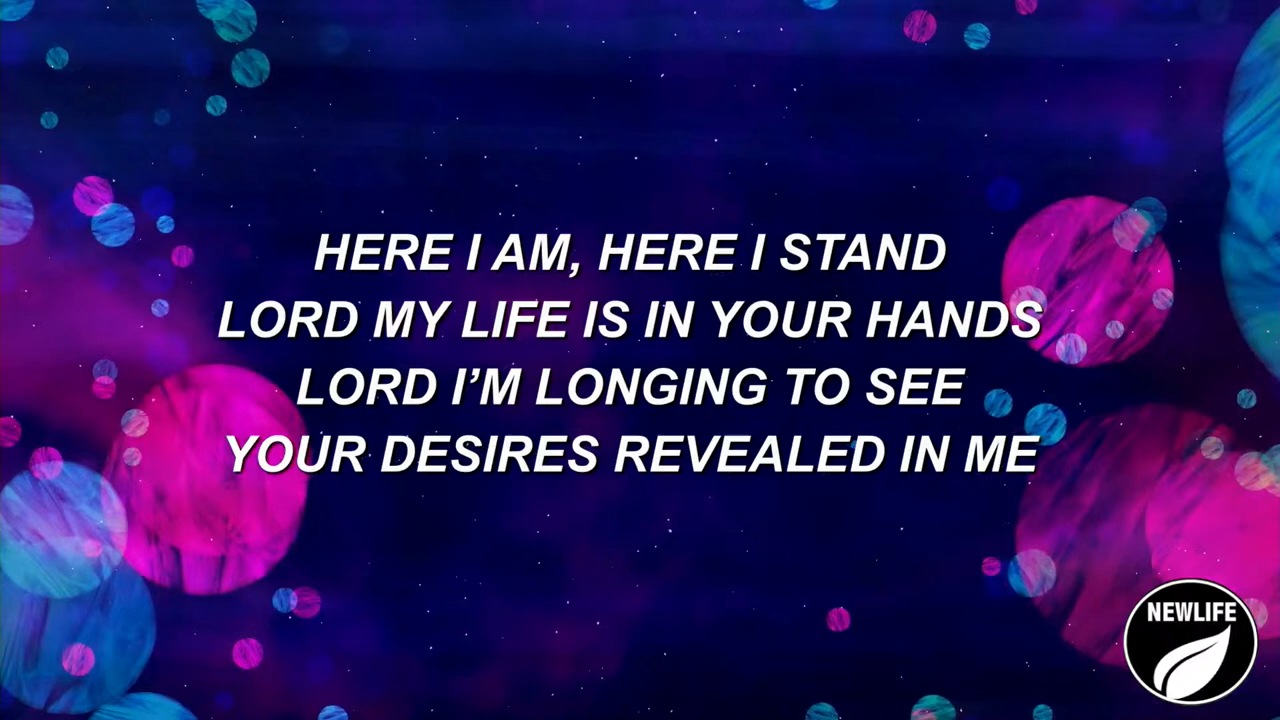 HERE I AM, HERE I STAND
LORD MY LIFE IS IN YOUR HANDS
LORD I’M LONGING TO SEE
YOUR DESIRES REVEALED IN ME
NEWLIFE